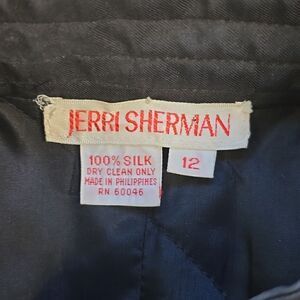 JERRI SHERMAN
100% SILK
DRY CLEAN ONLY
MADE IN PHILIPPINES
RN 60046
12